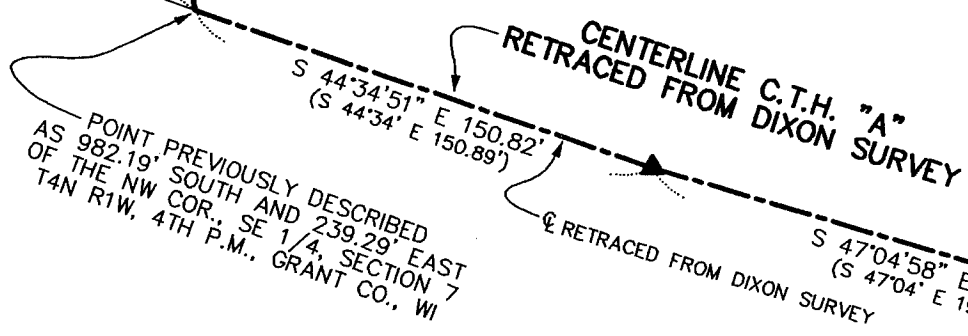 CENTERLINE C.T.H. "A"
RETRACED FROM DIXON SURVEY
S 44°34'51" E 150.82'
(S 44°34' E 150.89')
POINT PREVIOUSLY DESCRIBED
AS 982.19' SOUTH AND 239.29' EAST
OF THE NW COR., SE 1/4, SECTION 7
T4N R1W, 4TH P.M., GRANT CO., WI
℄ RETRACED FROM DIXON SURVEY
S 47°04'58" E
(S 47°04' E